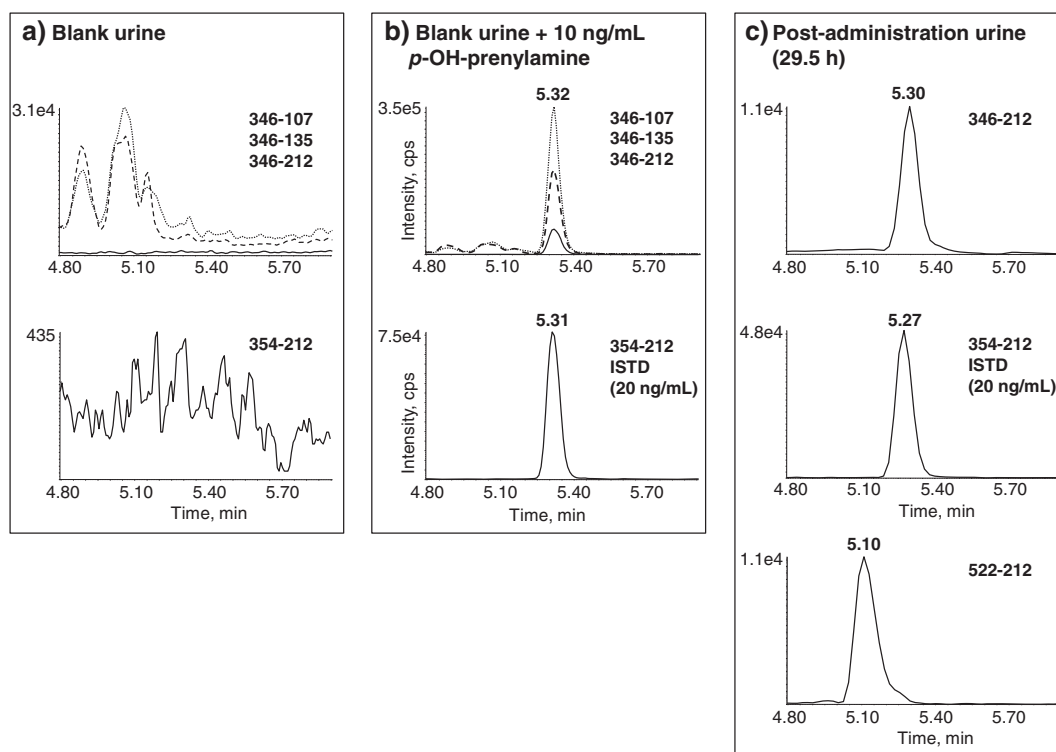 a) Blank urine
3.1e4
346-107
346-135
346-212
4.80 5.10 5.40 5.70
435
354-212
4.80 5.10 5.40 5.70
Time, min
b) Blank urine + 10 ng/mL
p-OH-prenylamine
5.32
3.5e5
346-107
346-135
346-212
Intensity, cps
4.80 5.10 5.40 5.70
5.31
7.5e4
354-212
ISTD
(20 ng/mL)
Intensity, cps
4.80 5.10 5.40 5.70
Time, min
c) Post-administration urine
(29.5 h)
5.30
1.1e4
346-212
4.80 5.10 5.40 5.70
5.27
4.8e4
354-212
ISTD
(20 ng/mL)
4.80 5.10 5.40 5.70
Time, min
5.10
1.1e4
522-212
4.80 5.10 5.40 5.70
Time, min